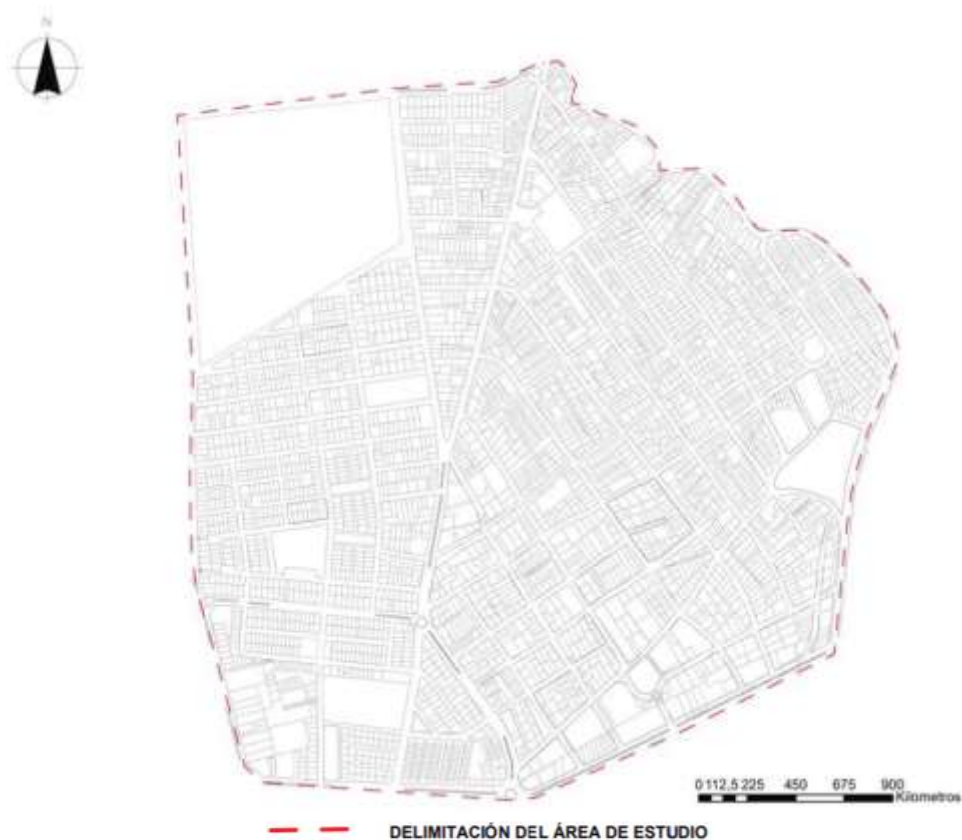 N
0 112,5 225 450 675 900
Kilometros
DELIMITACIÓN DEL ÁREA DE ESTUDIO